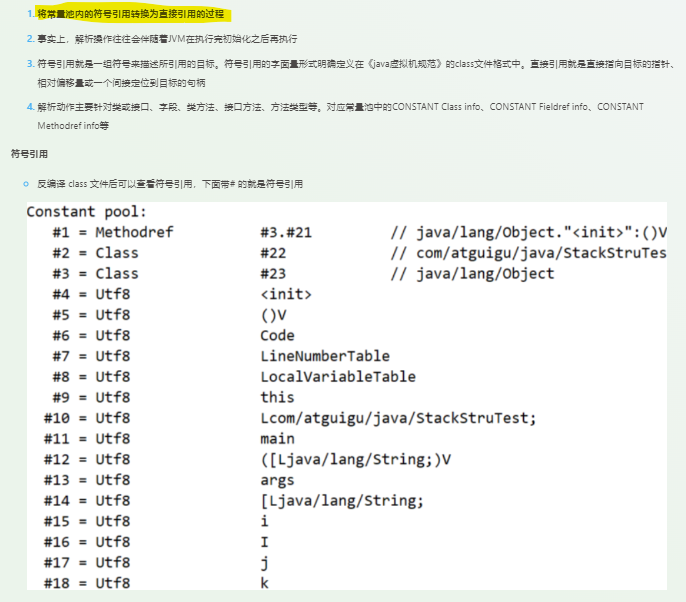 1. 将常量池内的符号引用转换为直接引用的过程
2. 事实上，解析操作往往会伴随着JVM在执行完初始化之后再执行
3. 符号引用就是一组符号来描述所引用的目标。符号引用的字面量形式明确定义在《java虚拟机规范》的class文件格式中。直接引用就是直接指向目标的指针、
相对偏移量或一个间接定位到目标的句柄
4. 解析动作主要针对类或接口、字段、类方法、接口方法、方法类型等。对应常量池中的CONSTANT Class info、CONSTANT Fieldref info、CONSTANT
Methodref info等
符号引用
反编译 class 文件后可以查看符号引用，下面带# 的就是符号引用
Constant pool:
#1 = Methodref #3.#21 // java/lang/Object."<init>":()V
#2 = Class #22 // com/atguigu/java/StackStruTes
#3 = Class #23 // java/lang/Object
#4 = Utf8 <init>
#5 = Utf8 ()V
#6 = Utf8 Code
#7 = Utf8 LineNumberTable
#8 = Utf8 LocalVariableTable
#9 = Utf8 this
#10 = Utf8 Lcom/atguigu/java/StackStruTest;
#11 = Utf8 main
#12 = Utf8 ([Ljava/lang/String;)V
#13 = Utf8 args
#14 = Utf8 [Ljava/lang/String;
#15 = Utf8 i
#16 = Utf8 I
#17 = Utf8 j
#18 = Utf8 k